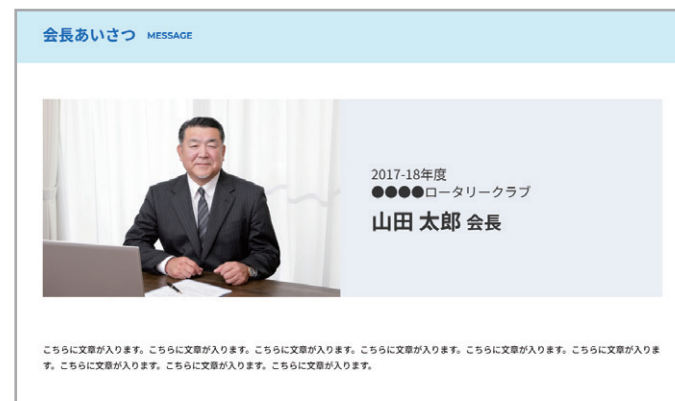 会長あいさつ MESSAGE
2017-18年度
●●●●ロータリークラブ
山田 太郎 会長
こちらに文章が入ります。こちらに文章が入ります。こちらに文章が入ります。こちらに文章が入ります。こちらに文章が入ります。こちらに文章が入りま
す。こちらに文章が入ります。こちらに文章が入ります。こちらに文章が入ります。